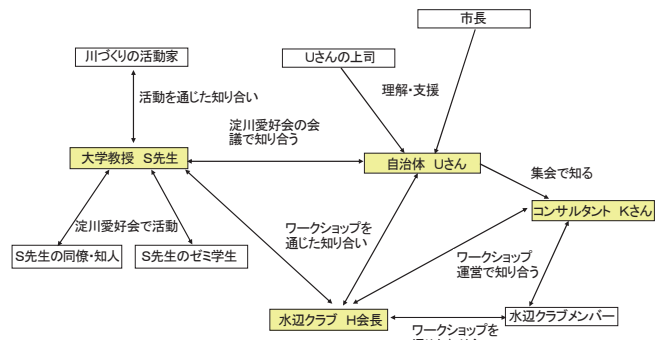 市長
川づくりの活動家
Uさんの上司
理解・支援
活動を通じた知り合い
淀川愛好会の会
議で知り合う
大学教授 S先生
自治体 Uさん
集会で知る
コンサルタント Kさん
淀川愛好会で活動
ワークショップを
通じた知り合い
S先生の同僚・知人
S先生のゼミ学生
ワークショップ
運営で知り合う
水辺クラブ H会長
水辺クラブメンバー
ワークショップを